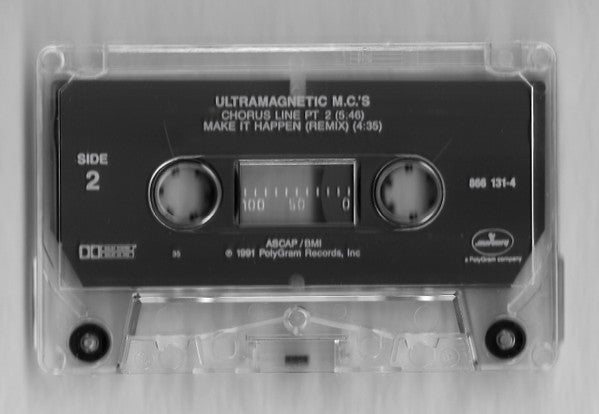 ULTRAMAGNETIC M.C.'S
CHORUS LINE PT 2 (5.46)
MAKE IT HAPPEN (REMIX) (4:35)
SIDE
2
866 131-4
100 50 0
ASCAP/BMI
℗ 1991 PolyGram Records, Inc
mercury
a PolyGram company